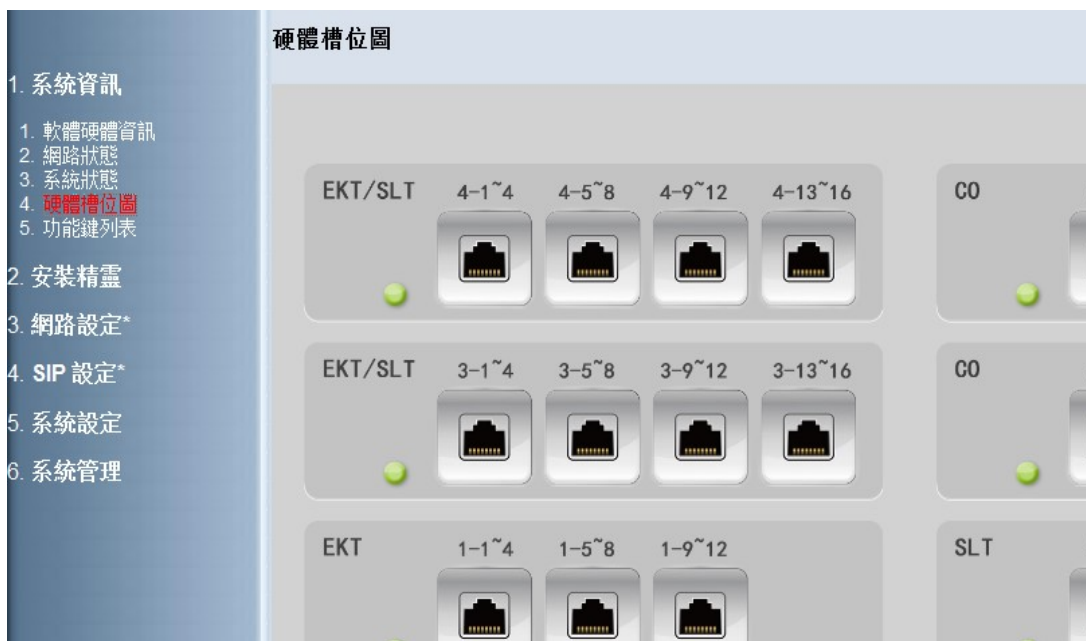 硬體槽位圖
1. 系統資訊
1. 軟體硬體資訊
2. 網路狀態
3. 系統狀態
4. 硬體槽位圖
5. 功能鍵列表
2. 安裝精靈
3. 網路設定*
4. SIP 設定*
5. 系統設定
6. 系統管理
EKT/SLT 4-1~4 4-5~8 4-9~12 4-13~16 CO
EKT/SLT 3-1~4 3-5~8 3-9~12 3-13~16 CO
EKT 1-1~4 1-5~8 1-9~12 SLT